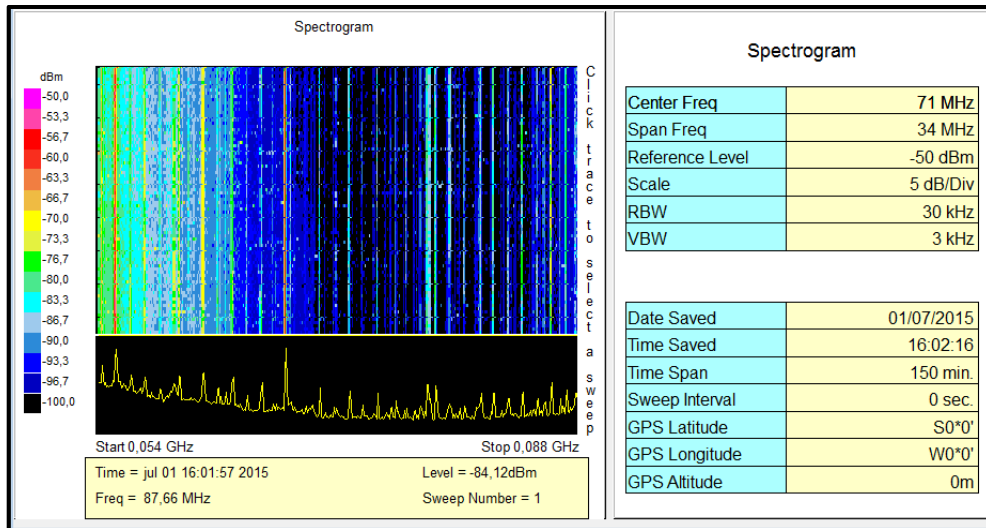 Spectrogram
dBm
-50,0
-53,3
-56,7
-60,0
-63,3
-66,7
-70,0
-73,3
-76,7
-80,0
-83,3
-86,7
-90,0
-93,3
-96,7
-100,0
Click trace to select a sweep
Start 0,054 GHz Stop 0,088 GHz
Time = jul 01 16:01:57 2015 Level = -84,12dBm
Freq = 87,66 MHz Sweep Number = 1
Spectrogram
Center Freq 71 MHz
Span Freq 34 MHz
Reference Level -50 dBm
Scale 5 dB/Div
RBW 30 kHz
VBW 3 kHz
Date Saved 01/07/2015
Time Saved 16:02:16
Time Span 150 min.
Sweep Interval 0 sec.
GPS Latitude S0*0'
GPS Longitude W0*0'
GPS Altitude 0m